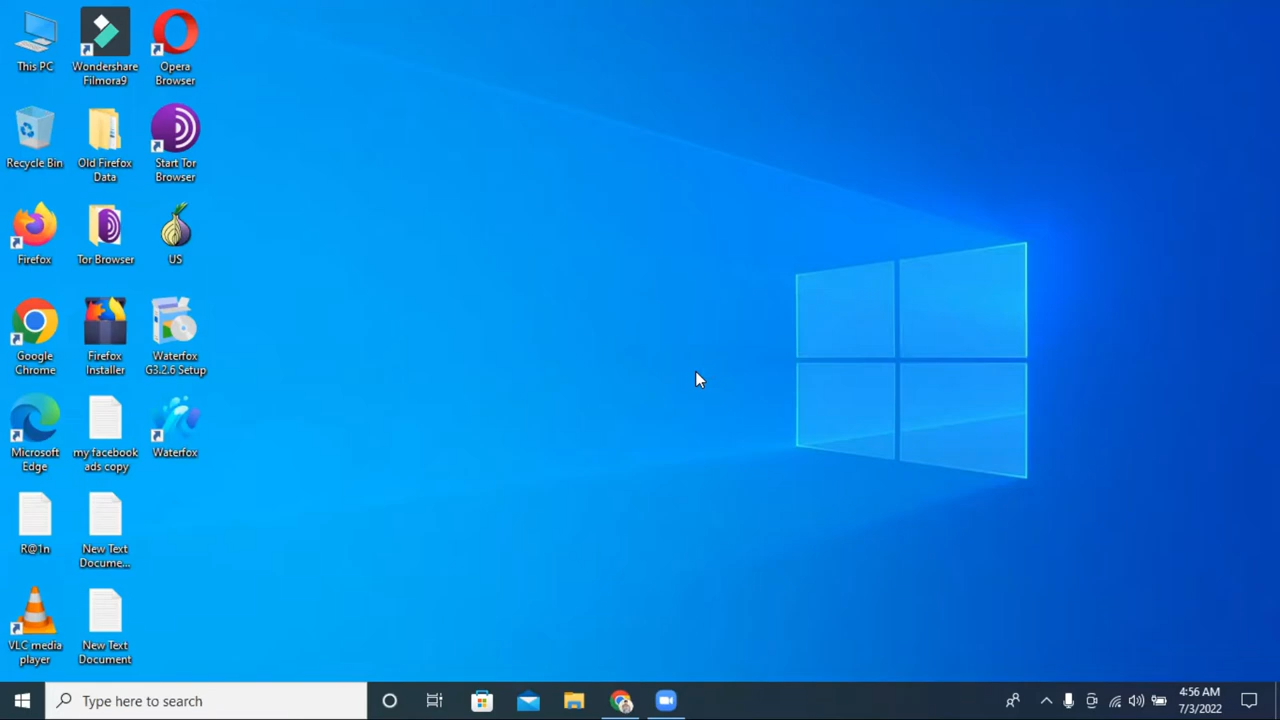 This PC
Wondershare
Filmora9
Opera
Browser
Recycle Bin
Old Firefox
Data
Start Tor
Browser
Firefox
Tor Browser
US
Google
Chrome
Firefox
Installer
Waterfox
G3.2.6 Setup
Microsoft
Edge
my facebook
ads copy
Waterfox
R@1n
New Text
Docume...
VLC media
player
New Text
Document
Type here to search
4:56 AM
7/3/2022